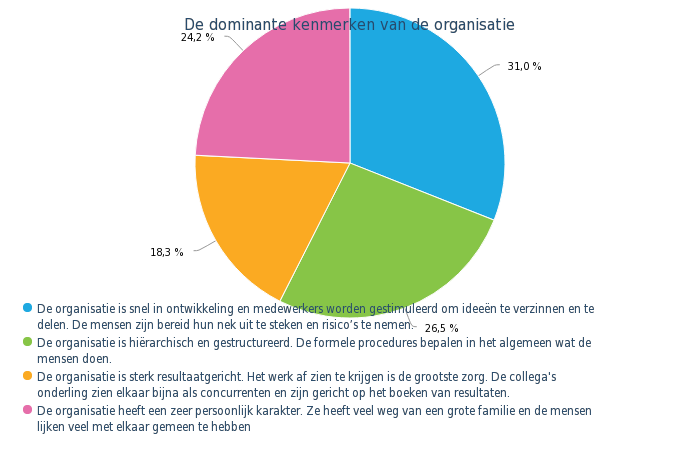 De dominante kenmerken van de organisatie
24,2 %
31,0 %
18,3 %
De organisatie is snel in ontwikkeling en medewerkers worden gestimuleerd om ideeën te verzinnen en te
delen. De mensen zijn bereid hun nek uit te steken en risico's te nemen.
26,5 %
De organisatie is hiërarchisch en gestructureerd. De formele procedures bepalen in het algemeen wat de
mensen doen.
De organisatie is sterk resultaatgericht. Het werk af zien te krijgen is de grootste zorg. De collega's
onderling zien elkaar bijna als concurrenten en zijn gericht op het boeken van resultaten.
De organisatie heeft een zeer persoonlijk karakter. Ze heeft veel weg van een grote familie en de mensen
lijken veel met elkaar gemeen te hebben